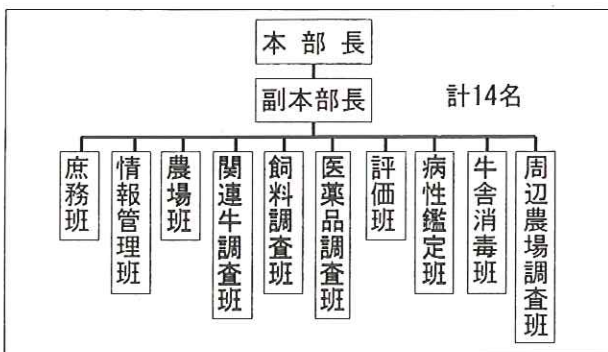 本部長
副本部長
計14名
庶務班
情報管理班
農場班
関連牛調査班
飼料調査班
医薬品調査班
評価班
病性鑑定班
牛舎消毒班
周辺農場調査班